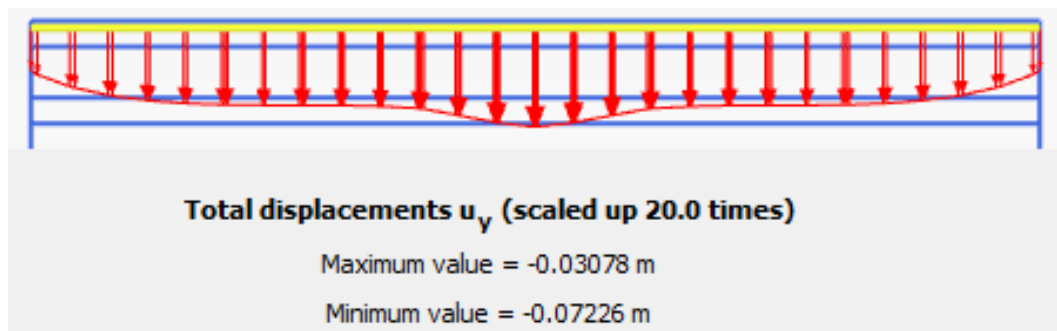 Total displacements uy (scaled up 20.0 times)
Maximum value = -0.03078 m
Minimum value = -0.07226 m